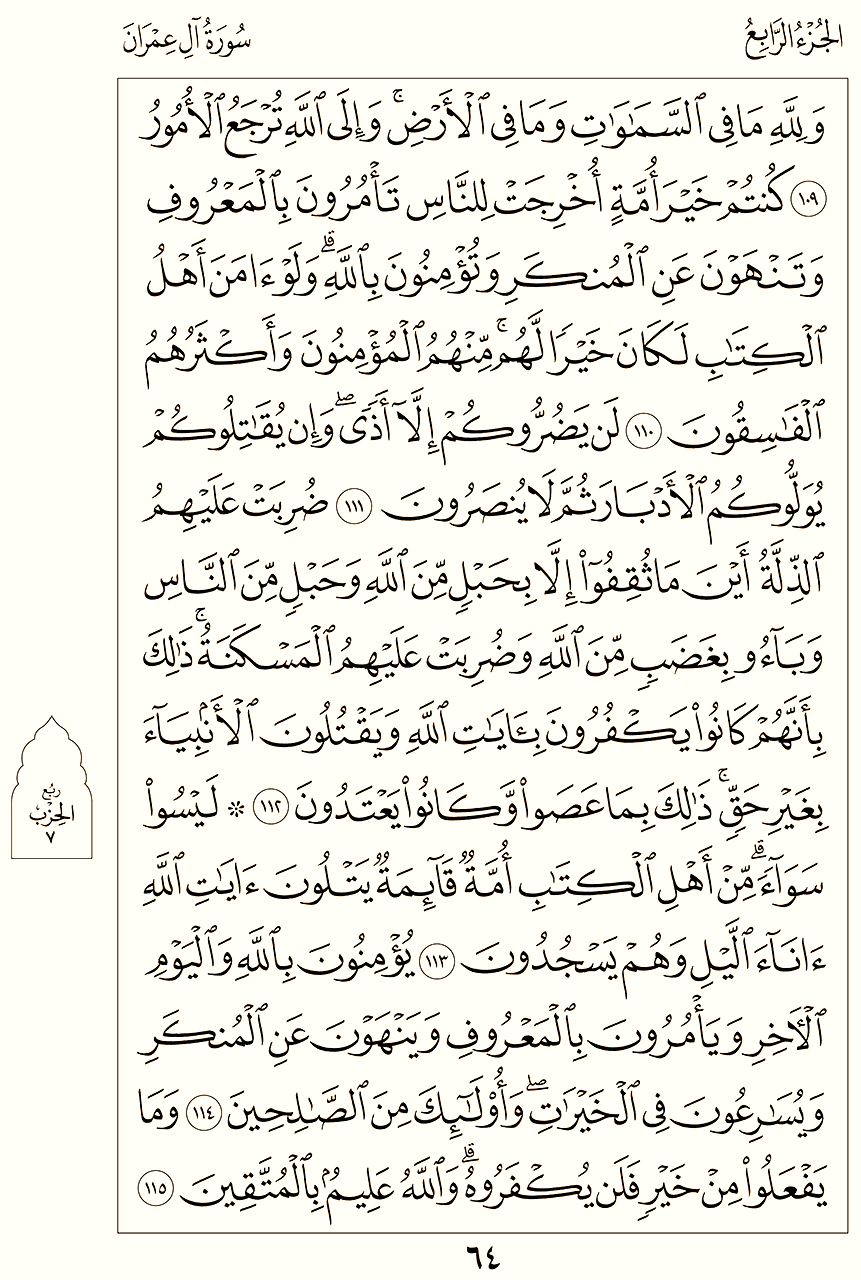 الجُزْءُ الرَّابِعُ
سُورَةُ آلِ عِمْرَانَ
وَلِلَّهِ مَا فِي ٱلسَّمَٰوَٰتِ وَمَا فِي ٱلْأَرْضِۚ وَإِلَى ٱللَّهِ تُرْجَعُ ٱلْأُمُورُ
١٠٩ كُنتُمْ خَيْرَ أُمَّةٍ أُخْرِجَتْ لِلنَّاسِ تَأْمُرُونَ بِٱلْمَعْرُوفِ
وَتَنْهَوْنَ عَنِ ٱلْمُنكَرِ وَتُؤْمِنُونَ بِٱللَّهِۗ وَلَوْ ءَامَنَ أَهْلُ
ٱلْكِتَٰبِ لَكَانَ خَيْرًا لَّهُمۚ مِّنْهُمُ ٱلْمُؤْمِنُونَ وَأَكْثَرُهُمُ
ٱلْفَٰسِقُونَ ١١٠ لَن يَضُرُّوكُمْ إِلَّآ أَذًىۖ وَإِن يُقَٰتِلُوكُمْ
يُوَلُّوكُمُ ٱلْأَدْبَارَ ثُمَّ لَا يُنصَرُونَ ١١١ ضُرِبَتْ عَلَيْهِمُ
ٱلذِّلَّةُ أَيْنَ مَا ثُقِفُوٓا۟ إِلَّا بِحَبْلٍ مِّنَ ٱللَّهِ وَحَبْلٍ مِّنَ ٱلنَّاسِ
وَبَآءُو بِغَضَبٍ مِّنَ ٱللَّهِ وَضُرِبَتْ عَلَيْهِمُ ٱلْمَسْكَنَةُۚ ذَٰلِكَ
بِأَنَّهُمْ كَانُوا۟ يَكْفُرُونَ بِـَٔايَٰتِ ٱللَّهِ وَيَقْتُلُونَ ٱلْأَنۢبِيَآءَ
بِغَيْرِ حَقٍّۚ ذَٰلِكَ بِمَا عَصَوا۟ وَّكَانُوا۟ يَعْتَدُونَ ١١٢ ۞ لَيْسُوا۟
سَوَآءًۗ مِّنْ أَهْلِ ٱلْكِتَٰبِ أُمَّةٌ قَآئِمَةٌ يَتْلُونَ ءَايَٰتِ ٱللَّهِ
ءَانَآءَ ٱلَّيْلِ وَهُمْ يَسْجُدُونَ ١١٣ يُؤْمِنُونَ بِٱللَّهِ وَٱلْيَوْمِ
ٱلْءَاخِرِ وَيَأْمُرُونَ بِٱلْمَعْرُوفِ وَيَنْهَوْنَ عَنِ ٱلْمُنكَرِ
وَيُسَٰرِعُونَ فِي ٱلْخَيْرَٰتِۖ وَأُو۟لَٰٓئِكَ مِنَ ٱلصَّٰلِحِينَ ١١٤ وَمَا
يَفْعَلُوا۟ مِنْ خَيْرٍ فَلَن يُكْفَرُوهُۗ وَٱللَّهُ عَلِيمٌۢ بِٱلْمُتَّقِينَ ١١٥
رُبْعُ
الحِزْبِ
٧
٦٤